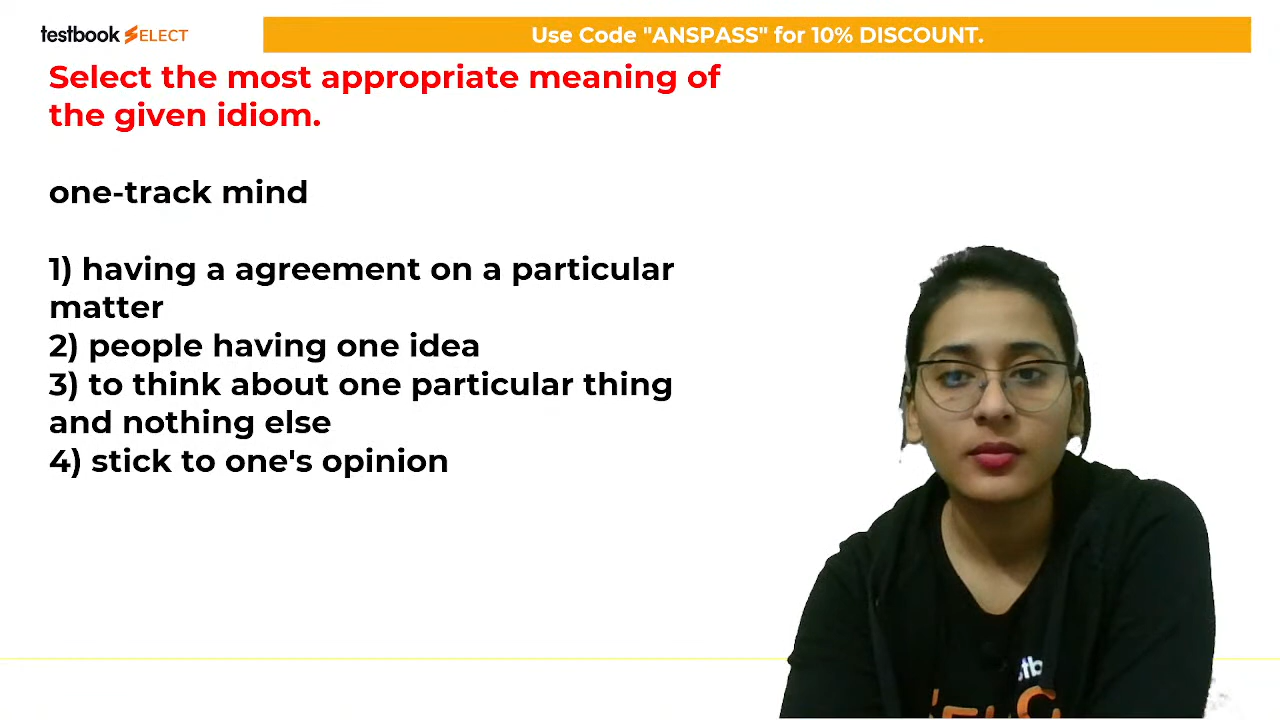 testbook SELECT
Use Code "ANSPASS" for 10% DISCOUNT.
Select the most appropriate meaning of
the given idiom.
one-track mind
1) having a agreement on a particular
matter
2) people having one idea
3) to think about one particular thing
and nothing else
4) stick to one's opinion